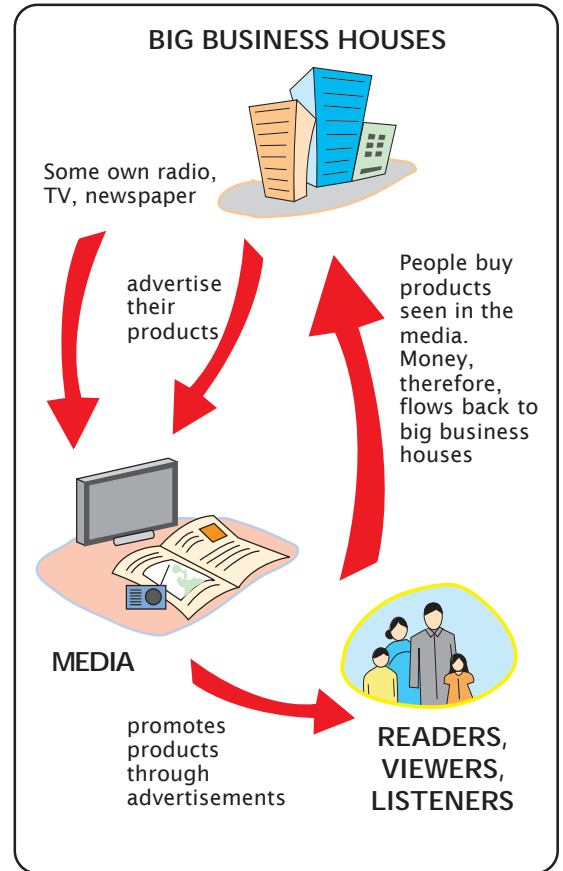 BIG BUSINESS HOUSES
Some own radio,
TV, newspaper
advertise
their
products
People buy
products
seen in the
media.
Money,
therefore,
flows back to
big business
houses
MEDIA
promotes
products
through
advertisements
READERS,
VIEWERS,
LISTENERS